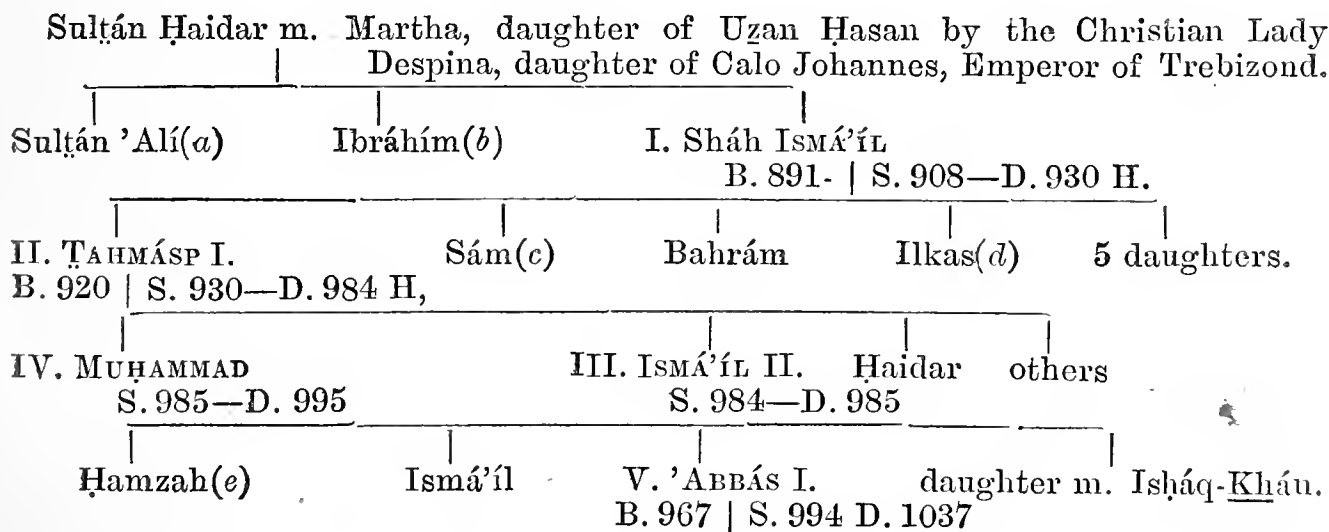 Sulṭán Ḥaidar m. Martha, daughter of Uzan Ḥasan by the Christian Lady
Despina, daughter of Calo Johannes, Emperor of Trebizond.
Sulṭán ’Alí(a) Ibráhím(b) I. Sháh ISMÁ’ÍL
B. 891- | S. 908—D. 930 H.
II. ṬAHMÁSP I. Sám(c) Bahrám Ilkas(d) 5 daughters.
B. 920 | S. 930—D. 984 H,
IV. MUḤAMMAD III. ISMÁ’ÍL II. Ḥaidar others
S. 985—D. 995 S. 984—D. 985
Ḥamzah(e) Ismá’íl V. ’ABBÁS I. daughter m. Isḥáq-Khán.
B. 967 | S. 994 D. 1037